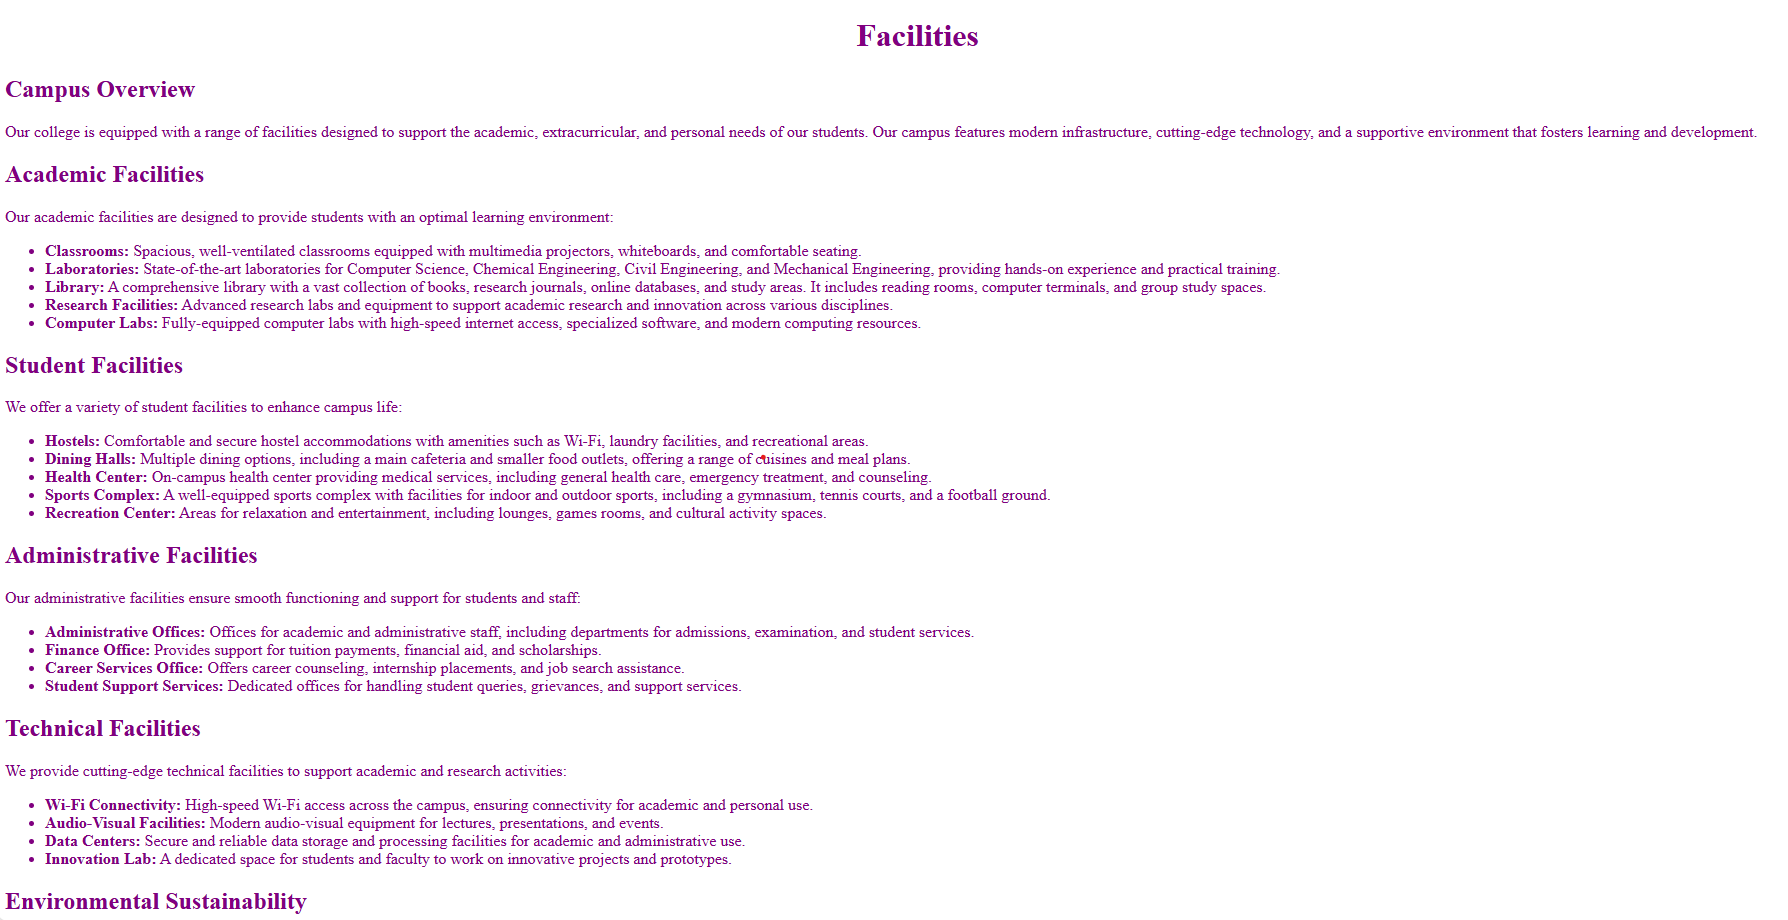 Facilities
Campus Overview
Our college is equipped with a range of facilities designed to support the academic, extracurricular, and personal needs of our students. Our campus features modern infrastructure, cutting-edge technology, and a supportive environment that fosters learning and development.
Academic Facilities
Our academic facilities are designed to provide students with an optimal learning environment:
• Classrooms: Spacious, well-ventilated classrooms equipped with multimedia projectors, whiteboards, and comfortable seating.
• Laboratories: State-of-the-art laboratories for Computer Science, Chemical Engineering, Civil Engineering, and Mechanical Engineering, providing hands-on experience and practical training.
• Library: A comprehensive library with a vast collection of books, research journals, online databases, and study areas. It includes reading rooms, computer terminals, and group study spaces.
• Research Facilities: Advanced research labs and equipment to support academic research and innovation across various disciplines.
• Computer Labs: Fully-equipped computer labs with high-speed internet access, specialized software, and modern computing resources.
Student Facilities
We offer a variety of student facilities to enhance campus life:
• Hostels: Comfortable and secure hostel accommodations with amenities such as Wi-Fi, laundry facilities, and recreational areas.
• Dining Halls: Multiple dining options, including a main cafeteria and smaller food outlets, offering a range of cuisines and meal plans.
• Health Center: On-campus health center providing medical services, including general health care, emergency treatment, and counseling.
• Sports Complex: A well-equipped sports complex with facilities for indoor and outdoor sports, including a gymnasium, tennis courts, and a football ground.
• Recreation Center: Areas for relaxation and entertainment, including lounges, games rooms, and cultural activity spaces.
Administrative Facilities
Our administrative facilities ensure smooth functioning and support for students and staff:
• Administrative Offices: Offices for academic and administrative staff, including departments for admissions, examination, and student services.
• Finance Office: Provides support for tuition payments, financial aid, and scholarships.
• Career Services Office: Offers career counseling, internship placements, and job search assistance.
• Student Support Services: Dedicated offices for handling student queries, grievances, and support services.
Technical Facilities
We provide cutting-edge technical facilities to support academic and research activities:
• Wi-Fi Connectivity: High-speed Wi-Fi access across the campus, ensuring connectivity for academic and personal use.
• Audio-Visual Facilities: Modern audio-visual equipment for lectures, presentations, and events.
• Data Centers: Secure and reliable data storage and processing facilities for academic and administrative use.
• Innovation Lab: A dedicated space for students and faculty to work on innovative projects and prototypes.
Environmental Sustainability